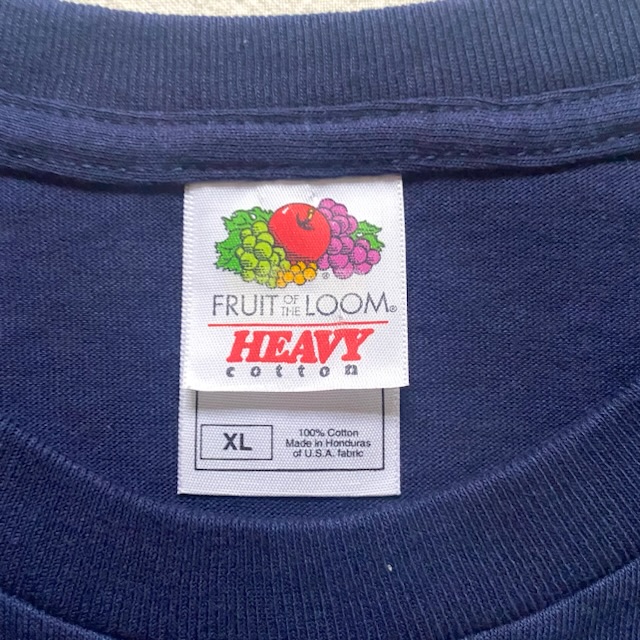 FRUIT OF THE LOOM®
HEAVY
cotton
XL
100% Cotton
Made in Honduras
of U.S.A. fabric